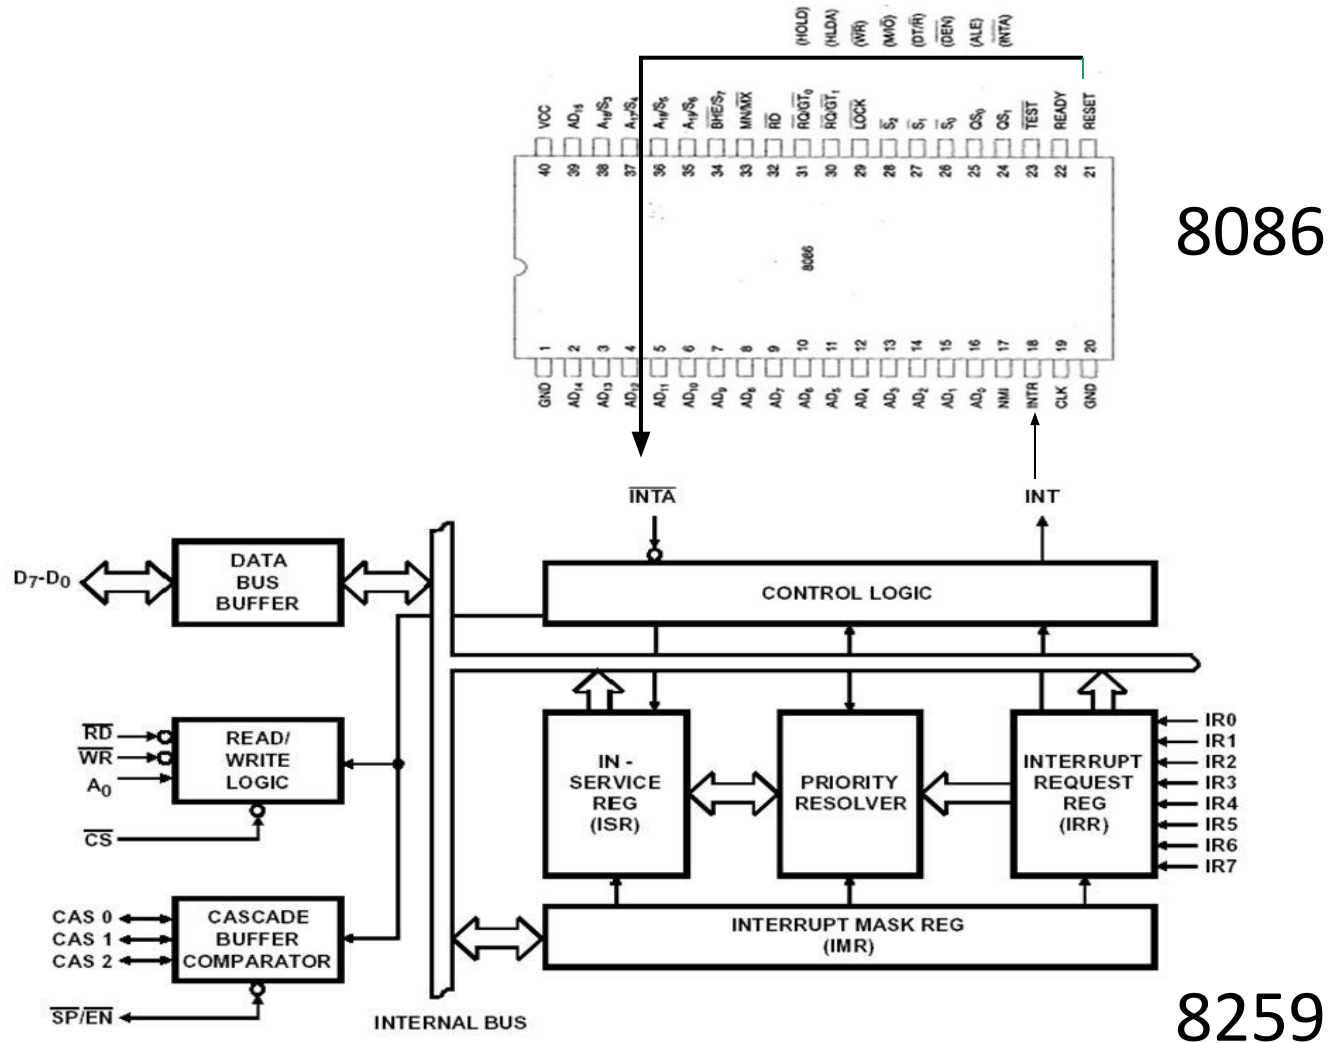 (HOLD)
(HLDA)
(WR)
(M/IO)
(DT/R)
(DEN)
(ALE)
(INTA)
VCC
AD15
A16/S3
A17/S4
A18/S5
A19/S6
BHE/S7
MN/MX
RD
RQ/GT0
RQ/GT1
LOCK
S2
S1
S0
QS0
QS1
TEST
READY
RESET
40 39 38 37 36 35 34 33 32 31 30 29 28 27 26 25 24 23 22 21
8086
8086
1 2 3 4 5 6 7 8 9 10 11 12 13 14 15 16 17 18 19 20
GND
AD14
AD13
AD12
AD11
AD10
AD9
AD8
AD7
AD6
AD5
AD4
AD3
AD2
AD1
AD0
NMI
INTR
CLK
GND
INTA
INT
D7-D0
DATA
BUS
BUFFER
CONTROL LOGIC
RD
WR
A0
CS
READ/
WRITE
LOGIC
IN -
SERVICE
REG
(ISR)
PRIORITY
RESOLVER
INTERRUPT
REQUEST
REG
(IRR)
IR0
IR1
IR2
IR3
IR4
IR5
IR6
IR7
CAS 0
CAS 1
CAS 2
CASCADE
BUFFER
COMPARATOR
SP/EN
INTERRUPT MASK REG
(IMR)
INTERNAL BUS
8259